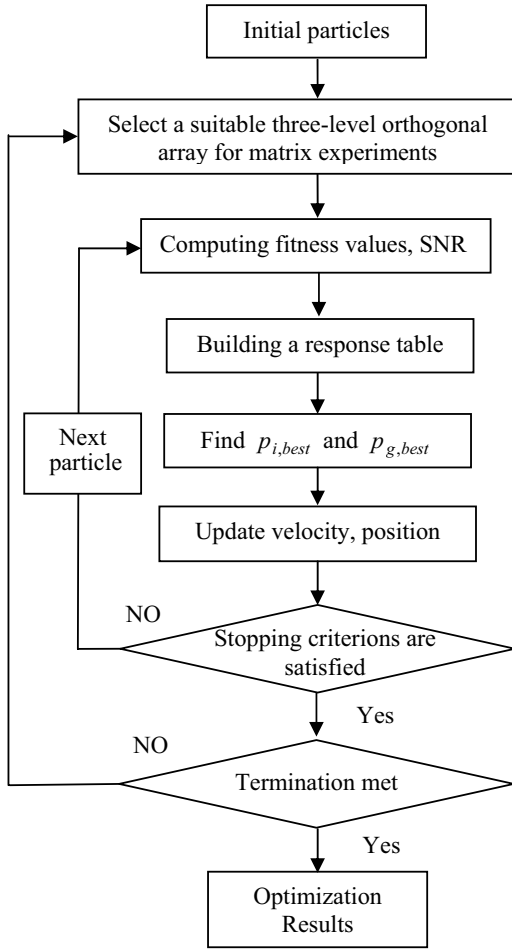 Initial particles
Select a suitable three-level orthogonal
array for matrix experiments
Computing fitness values, SNR
Building a response table
Next
particle
Find p_{i,best} and p_{g,best}
Update velocity, position
NO
Stopping criterions are
satisfied
Yes
NO
Termination met
Yes
Optimization
Results